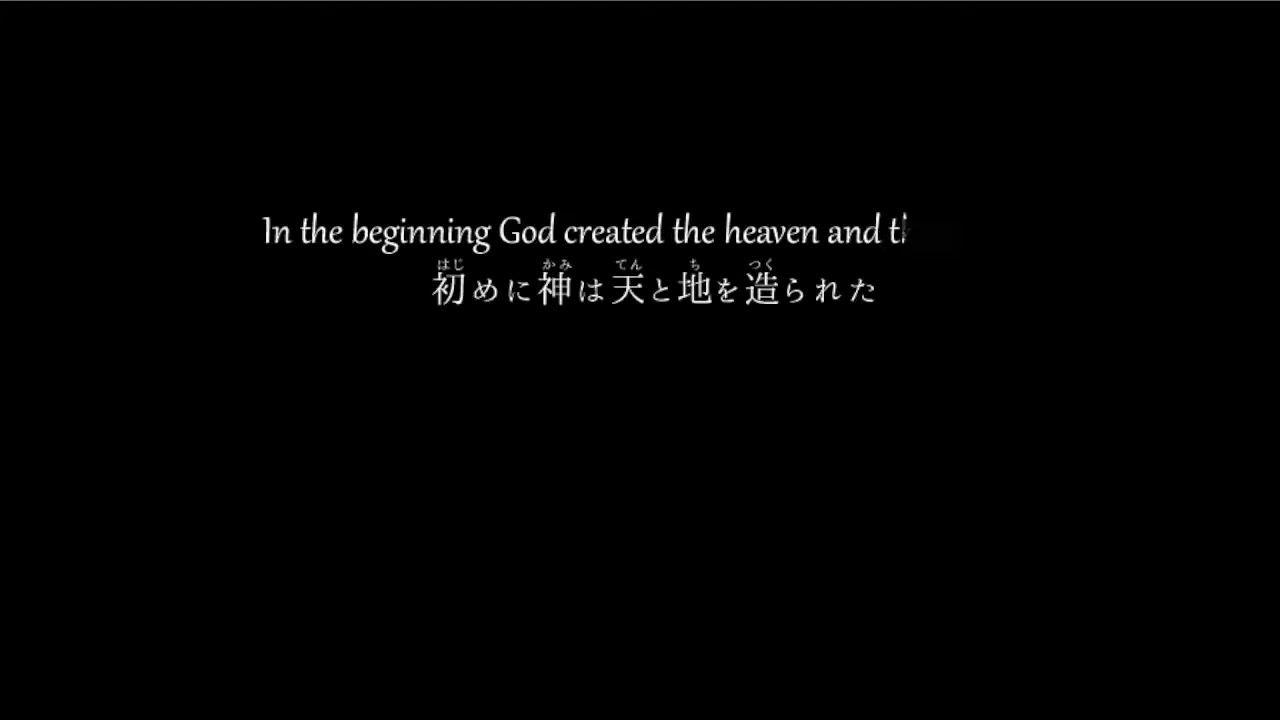 In the beginning God created the heaven and th
はじ かみ てん ち つく
初めに神は天と地を造られた